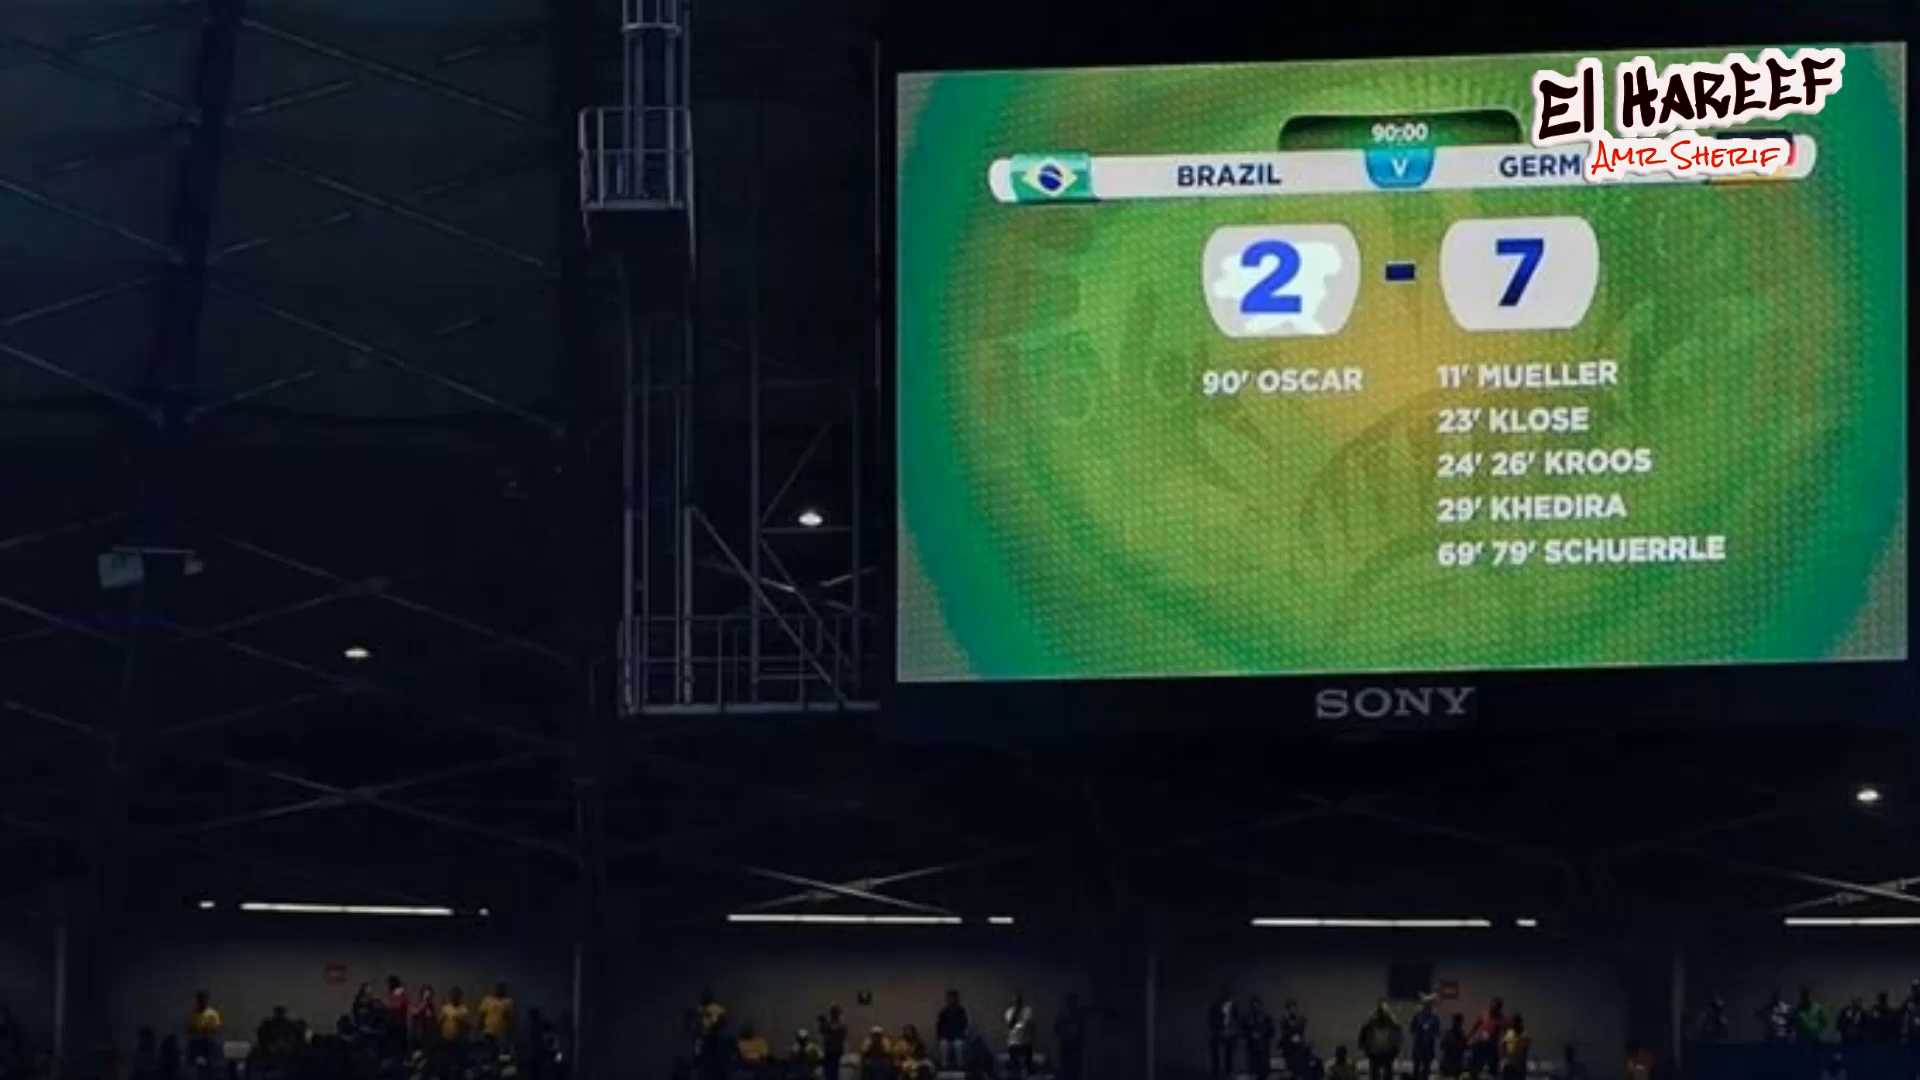 El HAREEF
Amr Sherif
90:00
BRAZIL V GERM
2 - 7
90' OSCAR
11' MUELLER
23' KLOSE
24' 26' KROOS
29' KHEDIRA
69' 79' SCHUERRLE
SONY